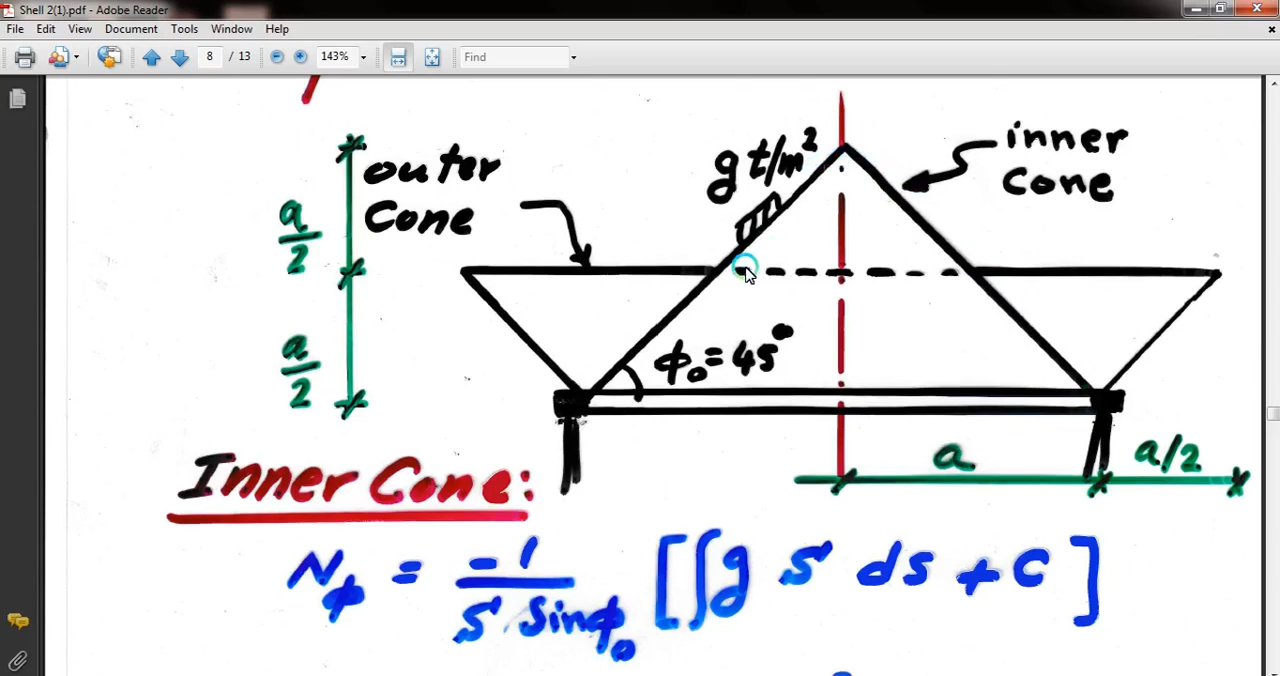 Shell 2(1).pdf - Adobe Reader
File Edit View Document Tools Window Help
8 / 13 143% Find
outer
Cone
g t/m²
inner
cone
a/2
a/2
φ₀ = 45°
a
a/2
Inner Cone:
Nφ = -1/(S Sinφ₀) [∫g S ds + C]